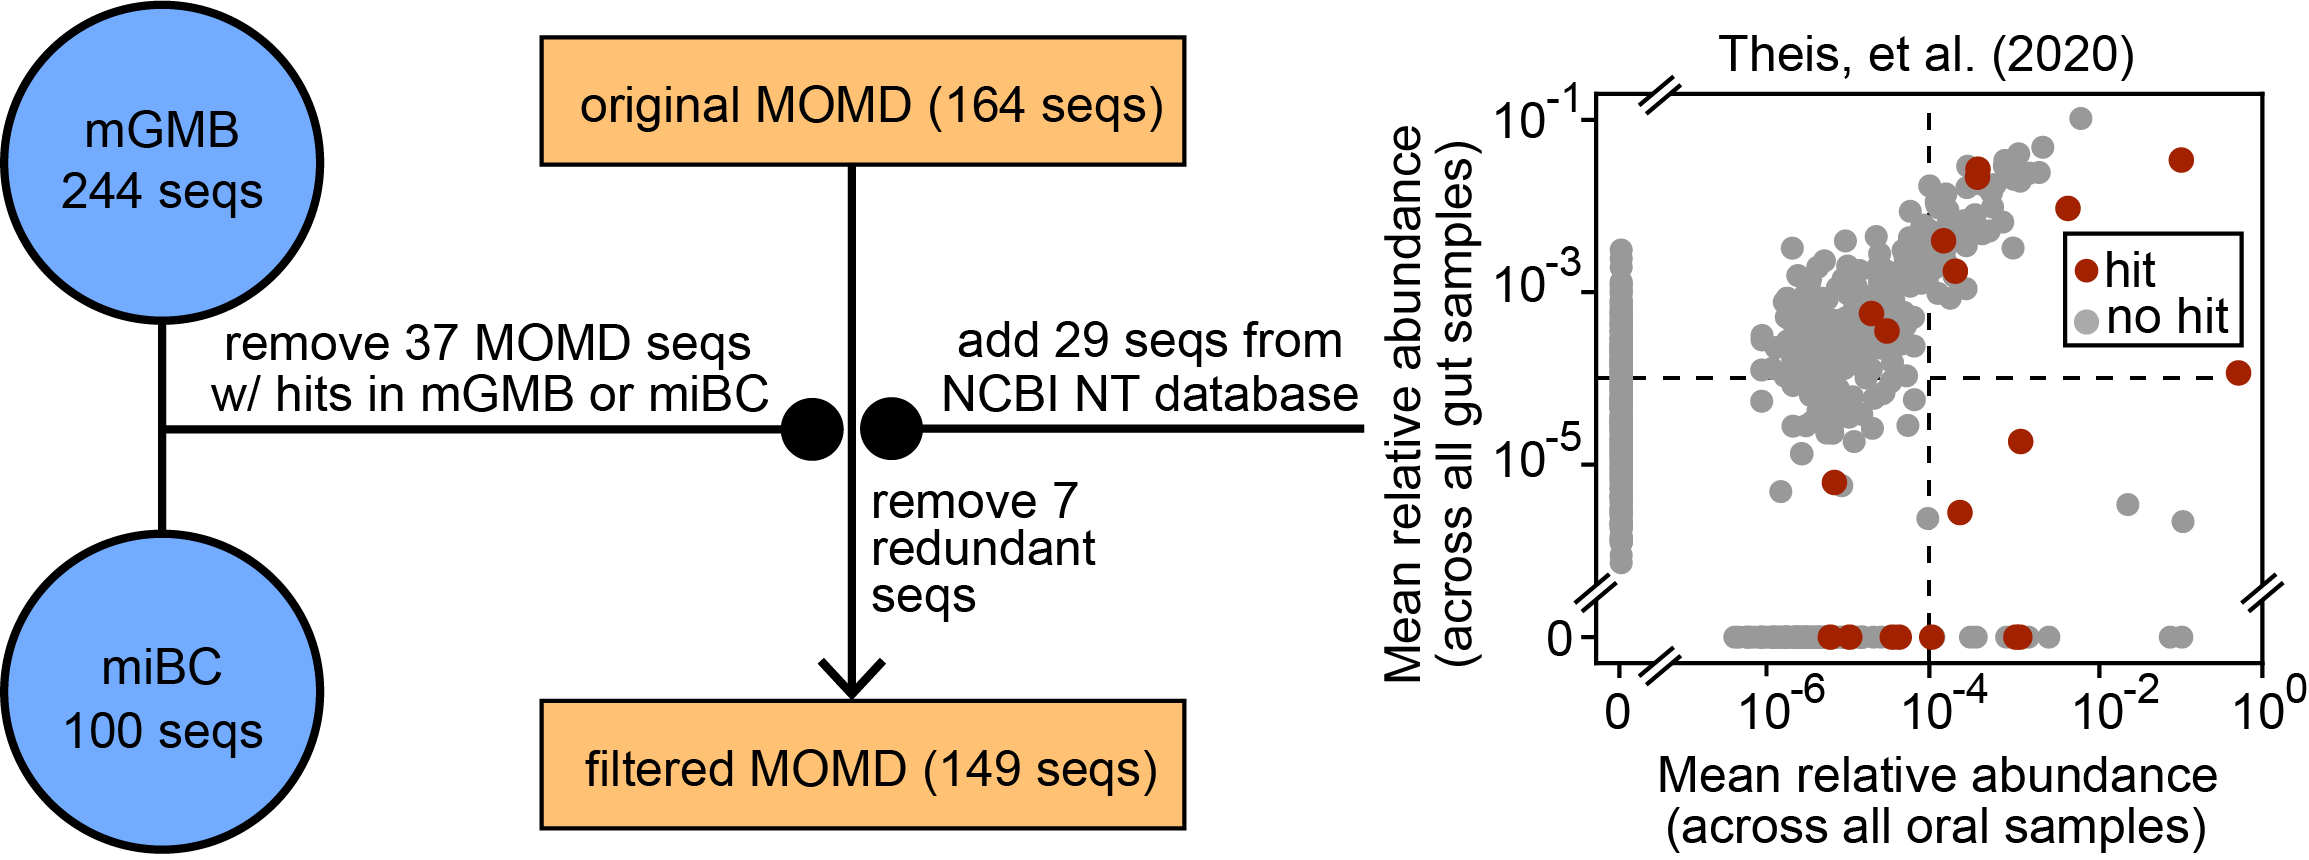 mGMB
244 seqs
original MOMD (164 seqs)
remove 37 MOMD seqs
w/ hits in mGMB or miBC
add 29 seqs from
NCBI NT database
remove 7
redundant
seqs
miBC
100 seqs
filtered MOMD (149 seqs)
Theis, et al. (2020)
Mean relative abundance
(across all gut samples)
10^-1
10^-3
10^-5
0
hit
no hit
0
10^-6
10^-4
10^-2
10^0
Mean relative abundance
(across all oral samples)